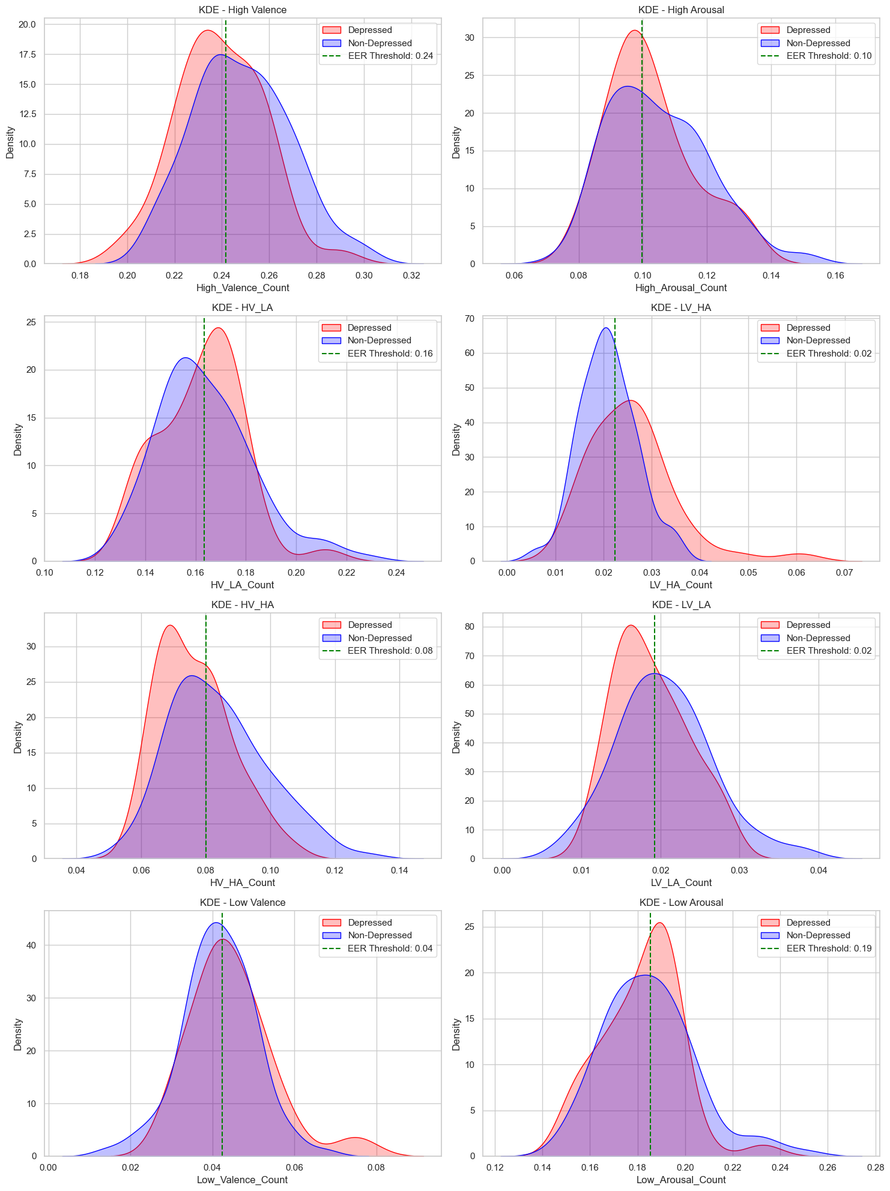 KDE - High Valence
Depressed
Non-Depressed
EER Threshold: 0.24
Density
20.0
17.5
15.0
12.5
10.0
7.5
5.0
2.5
0.0
0.18 0.20 0.22 0.24 0.26 0.28 0.30 0.32
High_Valence_Count
KDE - High Arousal
Depressed
Non-Depressed
EER Threshold: 0.10
Density
30
25
20
15
10
5
0
0.06 0.08 0.10 0.12 0.14 0.16
High_Arousal_Count
KDE - HV_LA
Depressed
Non-Depressed
EER Threshold: 0.16
Density
25
20
15
10
5
0
0.10 0.12 0.14 0.16 0.18 0.20 0.22 0.24
HV_LA_Count
KDE - LV_HA
Depressed
Non-Depressed
EER Threshold: 0.02
Density
70
60
50
40
30
20
10
0
0.00 0.01 0.02 0.03 0.04 0.05 0.06 0.07
LV_HA_Count
KDE - HV_HA
Depressed
Non-Depressed
EER Threshold: 0.08
Density
30
25
20
15
10
5
0
0.04 0.06 0.08 0.10 0.12 0.14
HV_HA_Count
KDE - LV_LA
Depressed
Non-Depressed
EER Threshold: 0.02
Density
80
70
60
50
40
30
20
10
0
0.00 0.01 0.02 0.03 0.04
LV_LA_Count
KDE - Low Valence
Depressed
Non-Depressed
EER Threshold: 0.04
Density
40
30
20
10
0
0.00 0.02 0.04 0.06 0.08
Low_Valence_Count
KDE - Low Arousal
Depressed
Non-Depressed
EER Threshold: 0.19
Density
25
20
15
10
5
0
0.12 0.14 0.16 0.18 0.20 0.22 0.24 0.26 0.28
Low_Arousal_Count